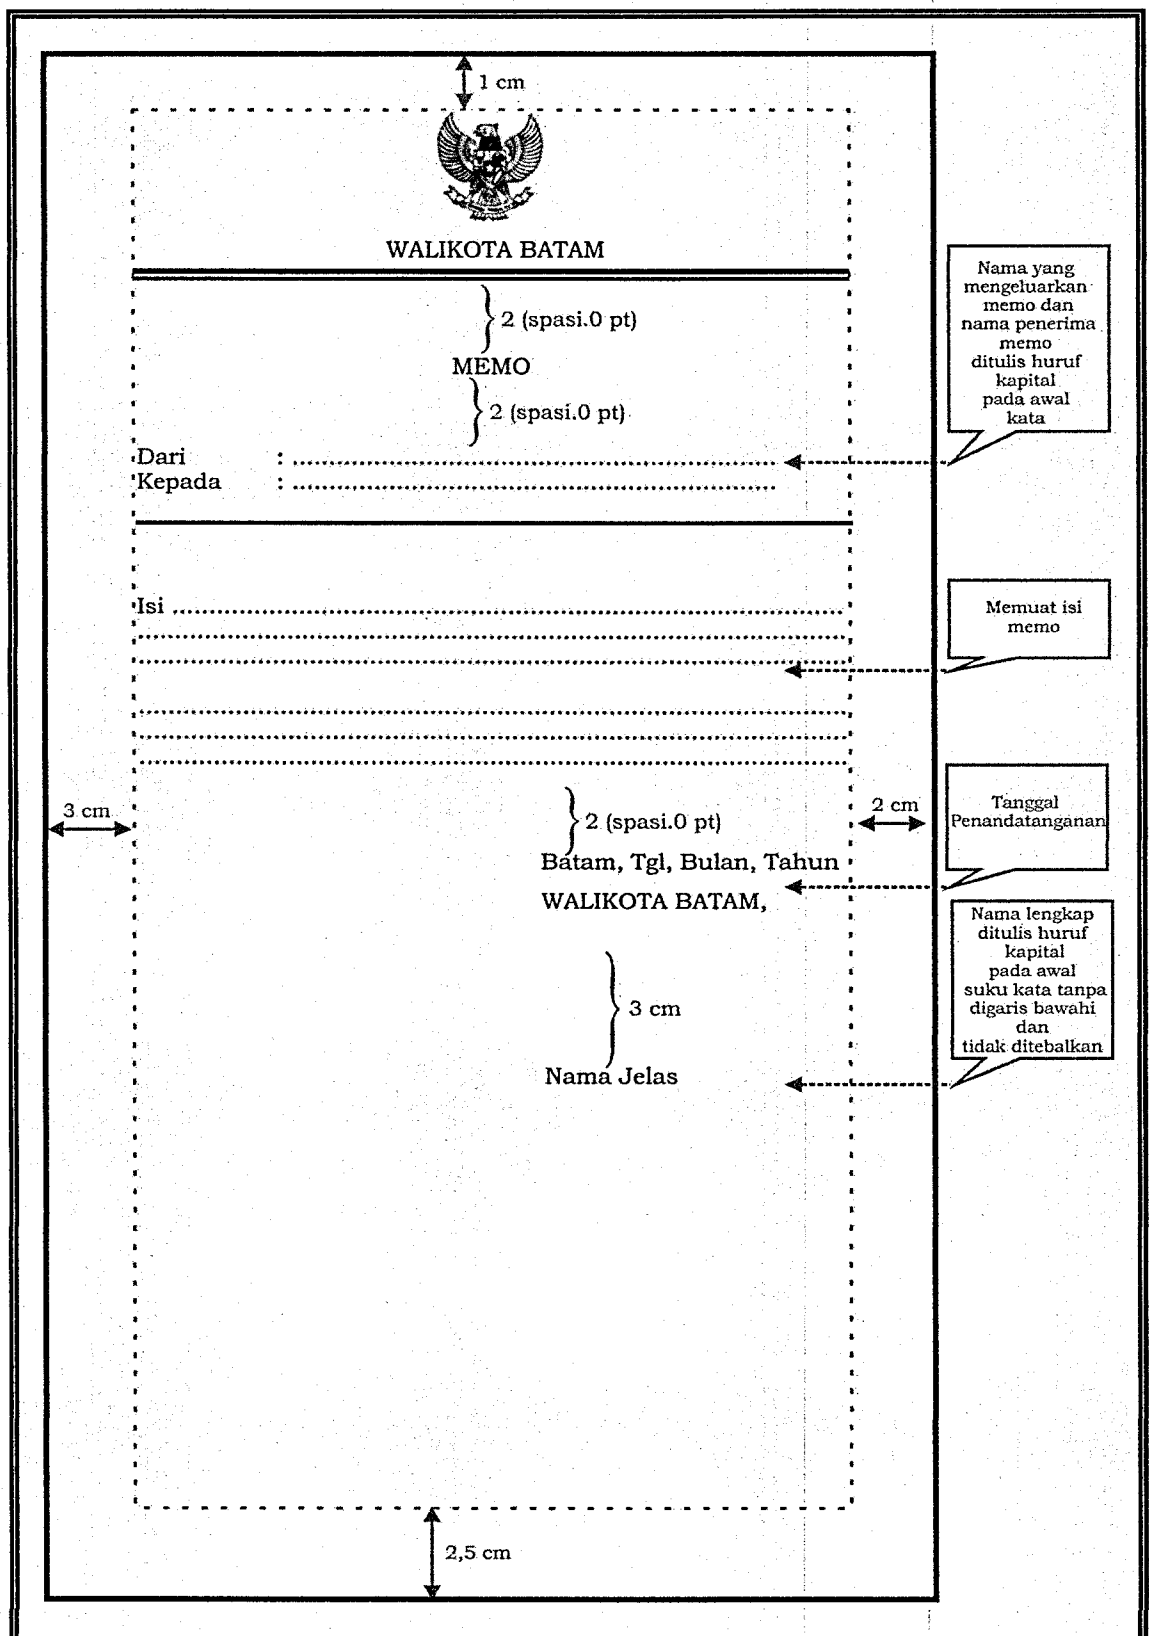 1 cm
WALIKOTA BATAM
2 (spasi.0 pt)
MEMO
2 (spasi.0 pt)
Dari : ..........
Kepada : ..........
Nama yang
mengeluarkan
memo dan
nama penerima
memo
ditulis huruf
kapital
pada awal
kata
Isi ..........
Memuat isi
memo
3 cm
2 cm
2 (spasi.0 pt)
Batam, Tgl, Bulan, Tahun
WALIKOTA BATAM,
Tanggal
Penandatanganan
3 cm
Nama Jelas
Nama lengkap
ditulis huruf
kapital
pada awal
suku kata tanpa
digaris bawahi
dan
tidak ditebalkan
2,5 cm